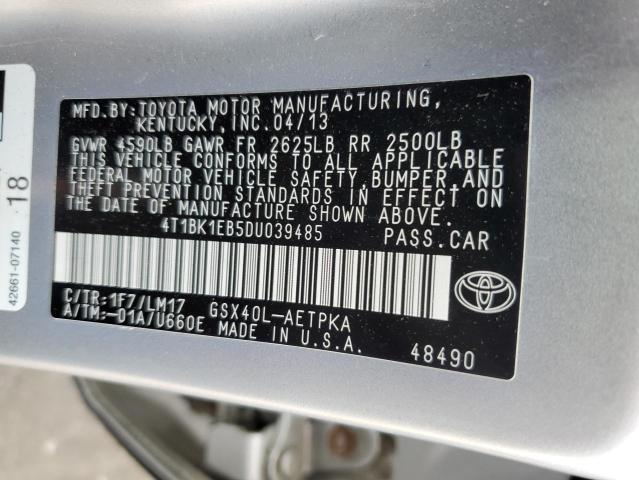 MFD.BY:TOYOTA MOTOR MANUFACTURING,
KENTUCKY,INC.04/13
GVWR 4590LB GAWR FR 2625LB RR 2500LB
THIS VEHICLE CONFORMS TO ALL APPLICABLE
FEDERAL MOTOR VEHICLE SAFETY,BUMPER,AND
THEFT PREVENTION STANDARDS IN EFFECT ON
THE DATE OF MANUFACTURE SHOWN ABOVE.
4T1BK1EB5DU039485 PASS.CAR
C/TR:1F7/LM17 GSX40L-AETPKA
A/TM:-01A/U660E MADE IN U.S.A.
48490
TOYOTA
42661-07140
18